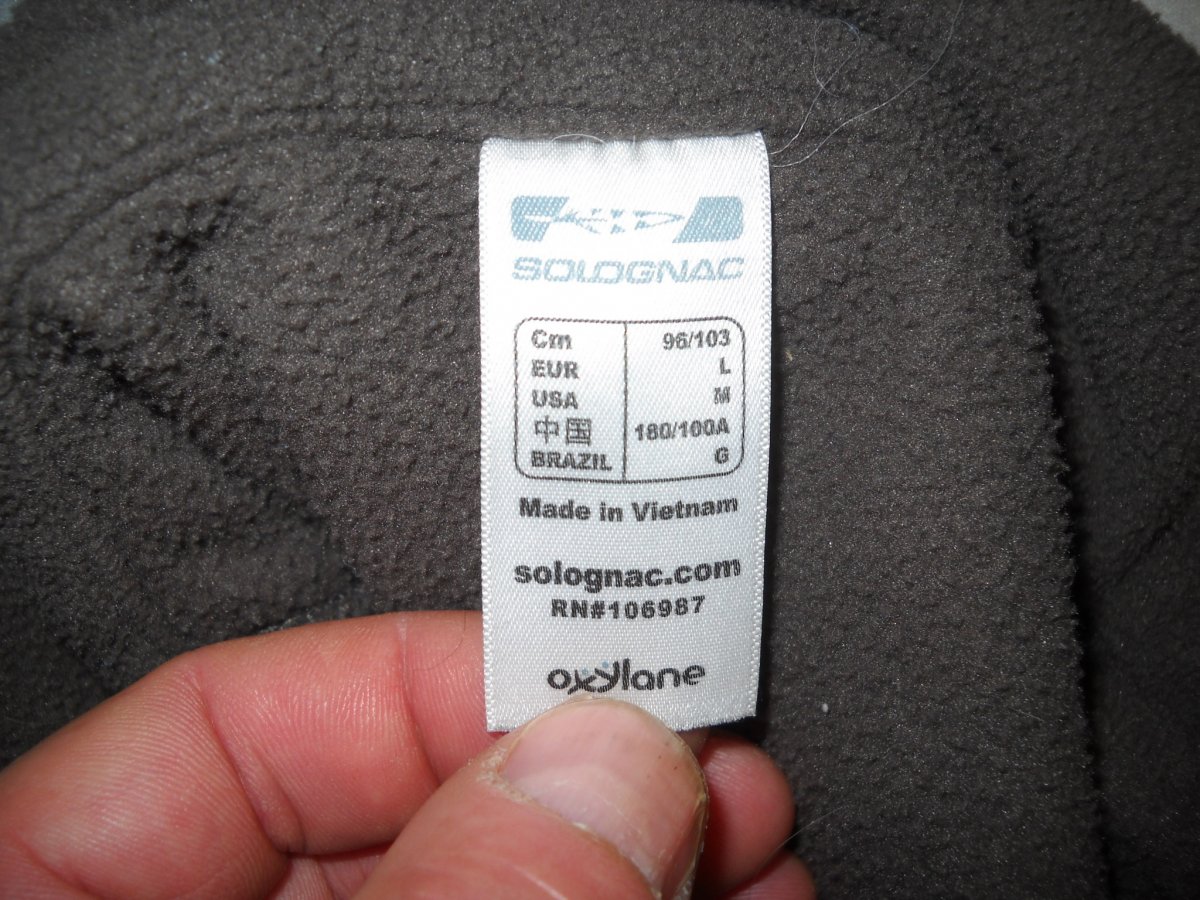 SOLOGNAC
Cm 96/103
EUR L
USA M
中国 180/100A
BRAZIL G
Made in Vietnam
solognac.com
RN#106987
oxylane